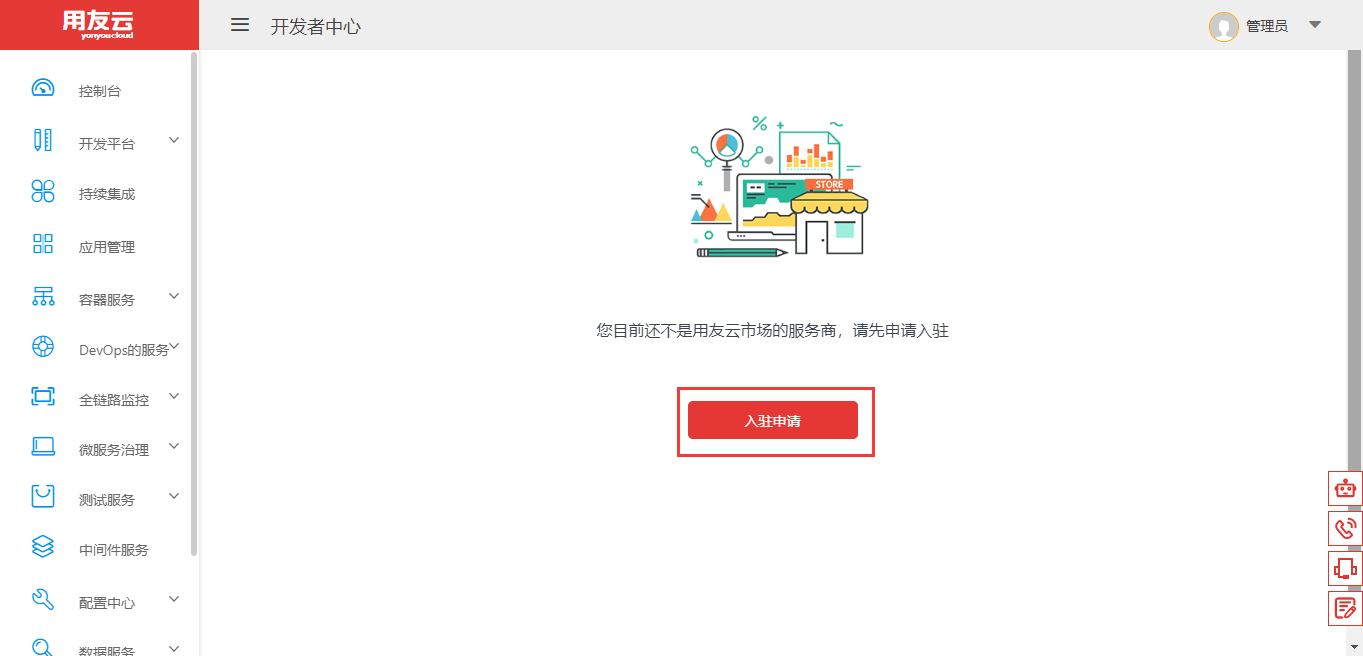 用友云
yonyoucloud
开发者中心
管理员
控制台
开发平台
持续集成
应用管理
容器服务
DevOps的服务
全链路监控
微服务治理
测试服务
中间件服务
配置中心
数据服务
%
STORE
您目前还不是用友云市场的服务商，请先申请入驻
入驻申请